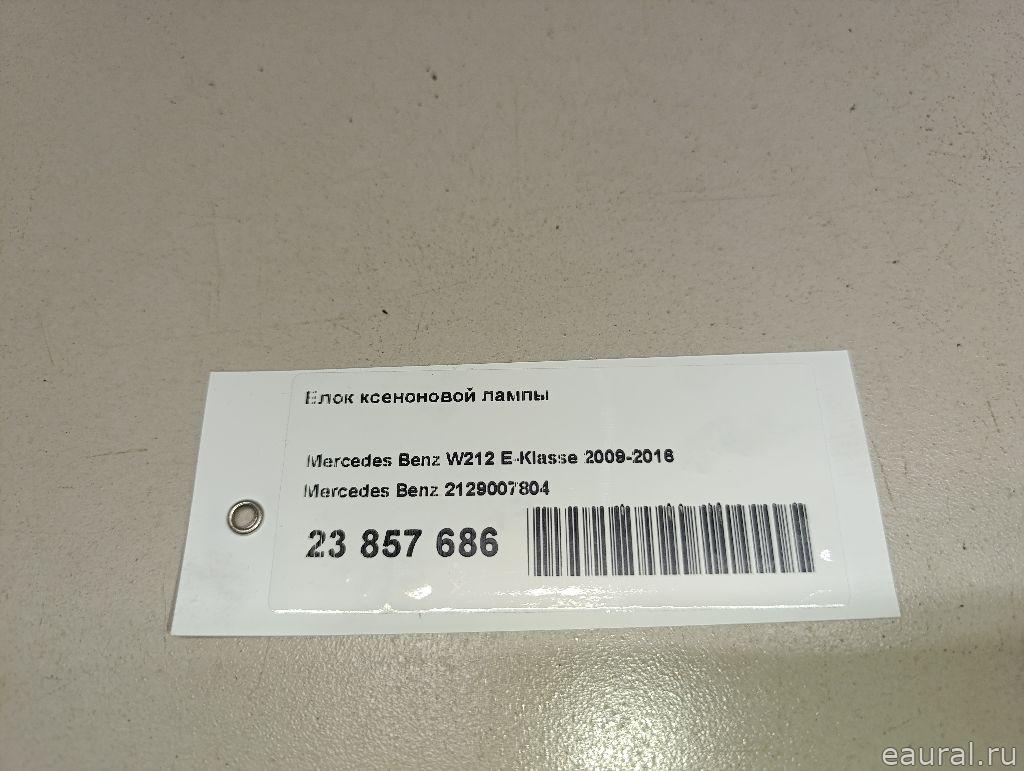 Блок ксеноновой лампы
Mercedes Benz W212 E-Klasse 2009-2016
Mercedes Benz 2129007804
23 857 686
eaural.ru